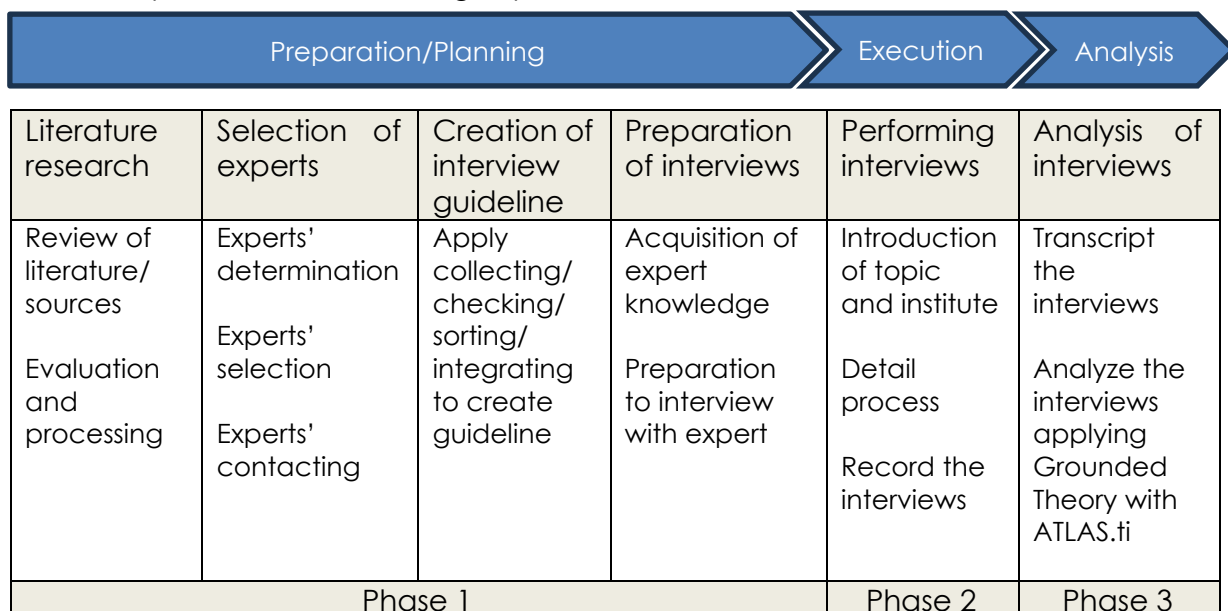 Preparation/Planning
Execution
Analysis
Literature
research
Selection of
experts
Creation of
interview
guideline
Preparation
of interviews
Performing
interviews
Analysis of
interviews
Review of
literature/
sources
Evaluation
and
processing
Experts'
determination
Experts'
selection
Experts'
contacting
Apply
collecting/
checking/
sorting/
integrating
to create
guideline
Acquisition of
expert
knowledge
Preparation
to interview
with expert
Introduction
of topic
and institute
Detail
process
Record the
interviews
Transcript
the
interviews
Analyze the
interviews
applying
Grounded
Theory with
ATLAS.ti
Phase 1
Phase 2
Phase 3